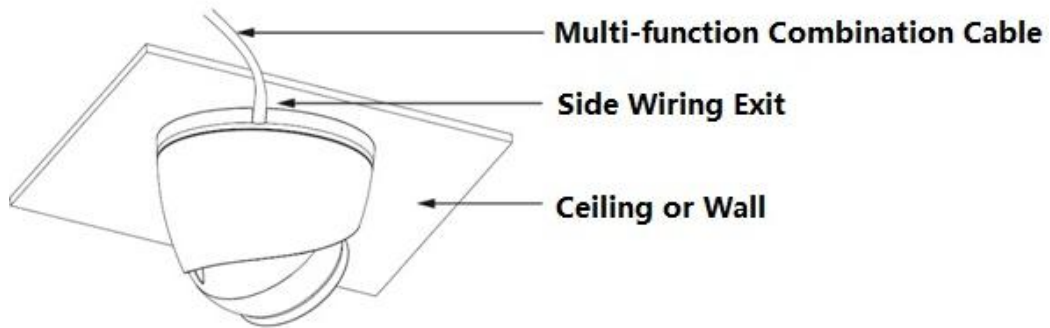 Multi-function Combination Cable
Side Wiring Exit
Ceiling or Wall